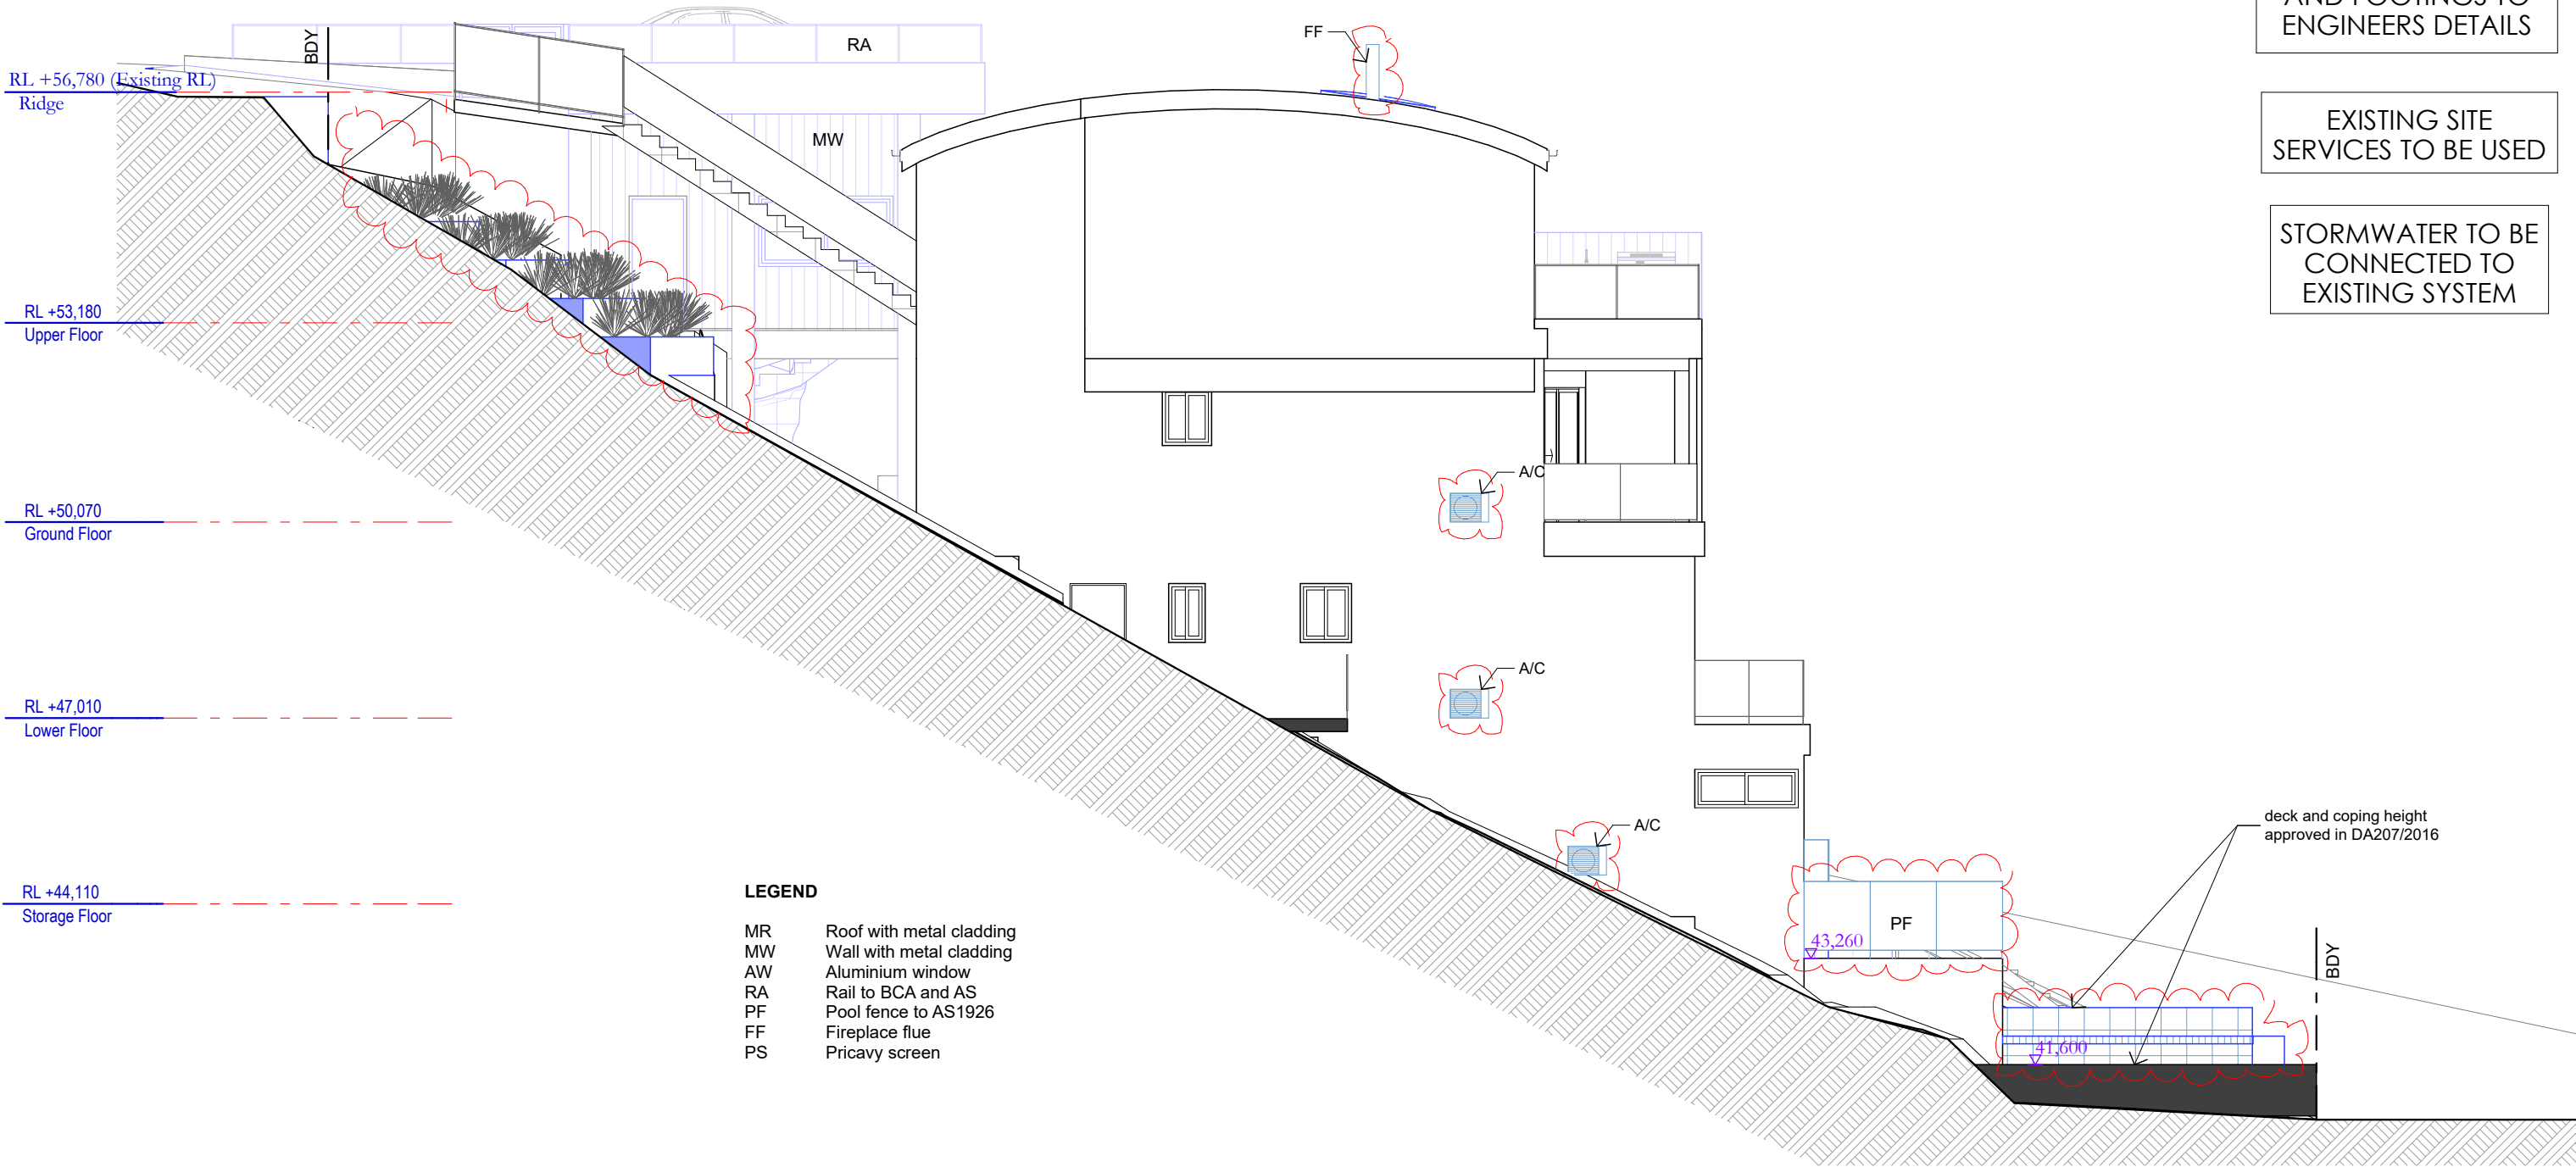 AND FOOTINGS TO
ENGINEERS DETAILS
EXISTING SITE
SERVICES TO BE USED
STORMWATER TO BE
CONNECTED TO
EXISTING SYSTEM
BDY
RA
FF
RL +56,780 (Existing RL)
Ridge
MW
RL +53,180
Upper Floor
A/C
RL +50,070
Ground Floor
A/C
RL +47,010
Lower Floor
A/C
deck and coping height
approved in DA207/2016
RL +44,110
Storage Floor
PF
43,260
BDY
41,600
LEGEND
MR Roof with metal cladding
MW Wall with metal cladding
AW Aluminium window
RA Rail to BCA and AS
PF Pool fence to AS1926
FF Fireplace flue
PS Pricavy screen